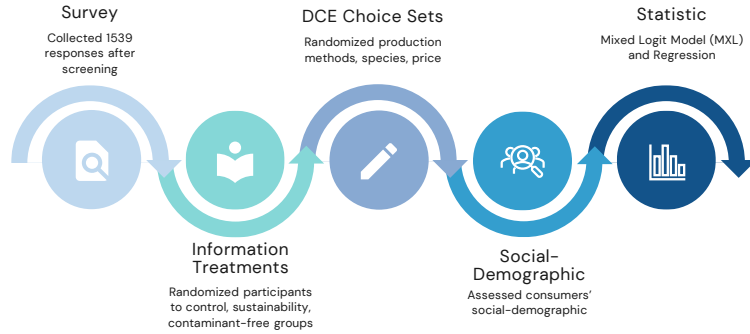 Survey
Collected 1539
responses after
screening
Information
Treatments
Randomized participants
to control, sustainability,
contaminant-free groups
DCE Choice Sets
Randomized production
methods, species, price
Social-
Demographic
Assessed consumers'
social-demographic
Statistic
Mixed Logit Model (MXL)
and Regression